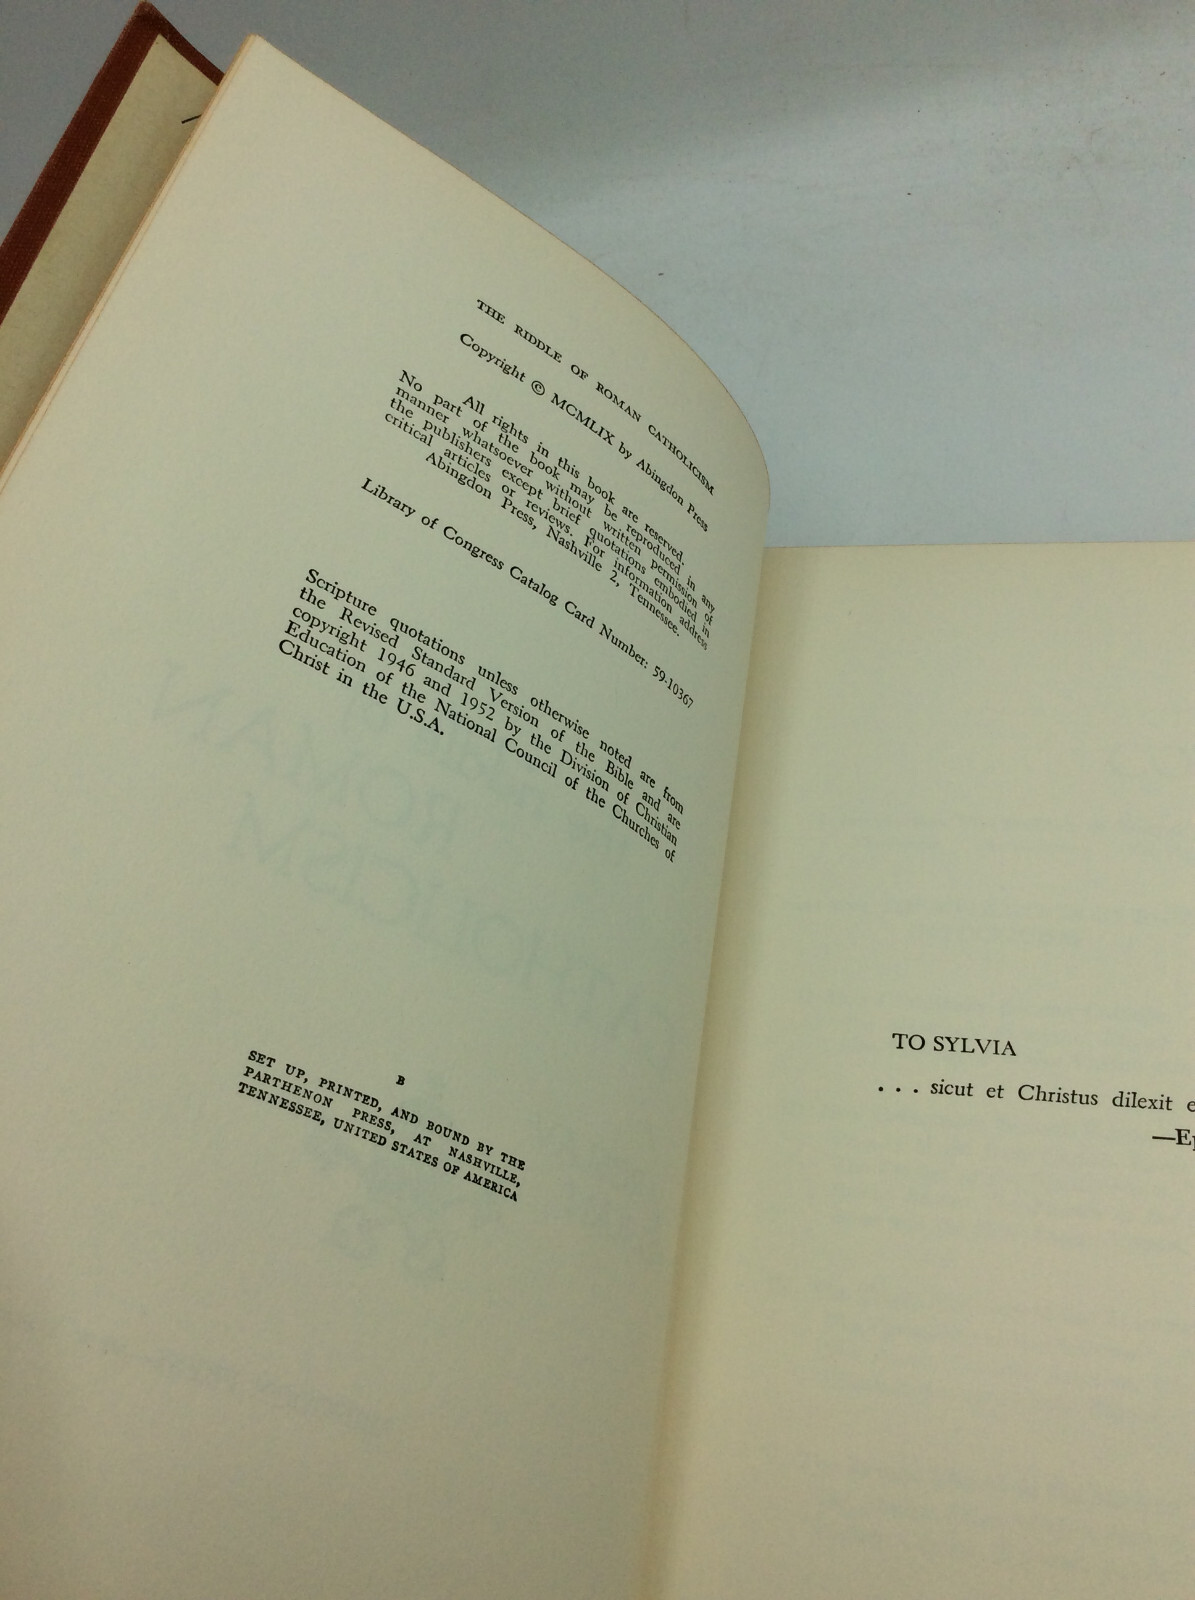 THE RIDDLE OF ROMAN CATHOLICISM
Copyright © MCMLIX by Abingdon Press
All rights in this book are reserved.
No part of the book may be reproduced in any
manner whatsoever without written permission of
the publishers except brief quotations embodied in
critical articles or reviews. For information address
Abingdon Press, Nashville 2, Tennessee.
Library of Congress Catalog Card Number: 59-10367
Scripture quotations unless otherwise noted are from
the Revised Standard Version of the Bible and are
copyright 1946 and 1952 by the Division of Christian
Education of the National Council of the Churches of
Christ in the U.S.A.
B
SET UP, PRINTED, AND BOUND BY THE
PARTHENON PRESS, AT NASHVILLE,
TENNESSEE, UNITED STATES OF AMERICA
TO SYLVIA
. . . sicut et Christus dilexit